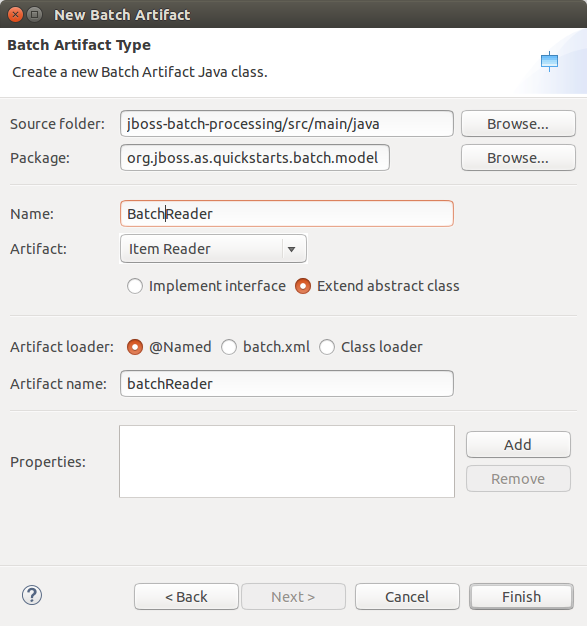 New Batch Artifact
Batch Artifact Type
Create a new Batch Artifact Java class.
Source folder: jboss-batch-processing/src/main/java Browse...
Package: org.jboss.as.quickstarts.batch.model Browse...
Name: BatchReader
Artifact: Item Reader
Implement interface Extend abstract class
Artifact loader: @Named batch.xml Class loader
Artifact name: batchReader
Add
Properties:
Remove
? < Back Next > Cancel Finish